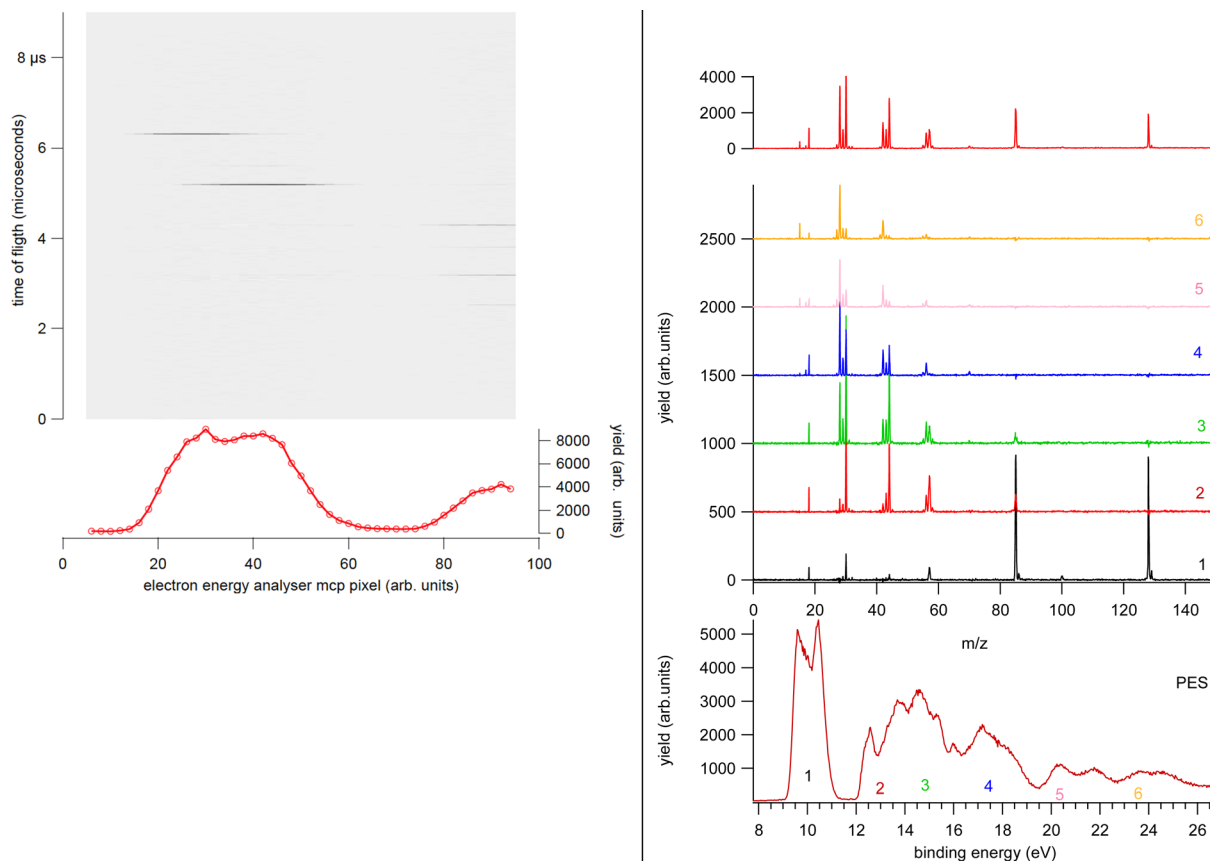 8 µs
6
4
2
0
time of fligth (microseconds)
8000
6000
4000
2000
0
yield (arb. units)
0 20 40 60 80 100
electron energy analyser mcp pixel (arb. units)
4000
2000
0
2500
2000
1500
1000
500
0
yield (arb.units)
6
5
4
3
2
1
0 20 40 60 80 100 120 140
m/z
5000
4000
3000
2000
1000
yield (arb.units)
PES
1
2
3
4
5
6
8 10 12 14 16 18 20 22 24 26
binding energy (eV)